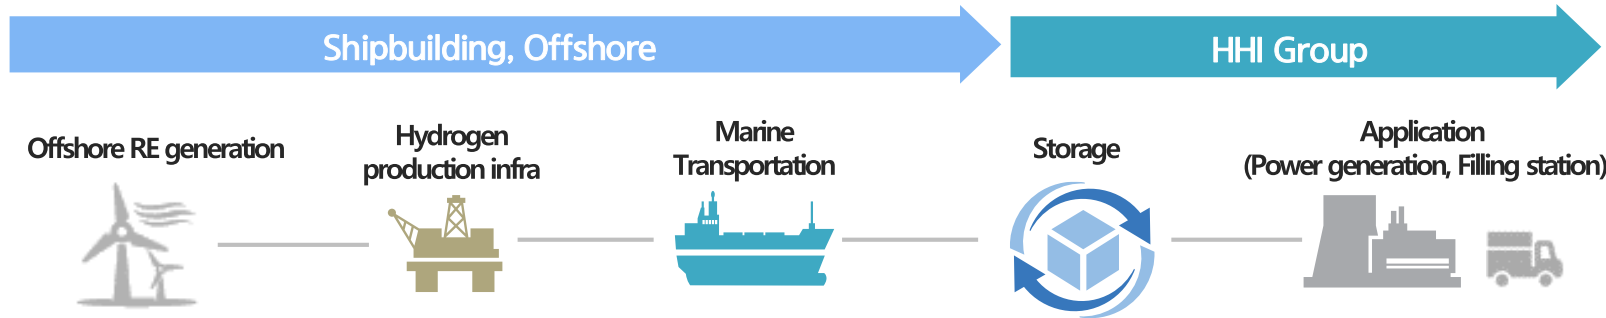 Shipbuilding, Offshore
HHI Group
Offshore RE generation
Hydrogen
production infra
Marine
Transportation
Storage
Application
(Power generation, Filling station)